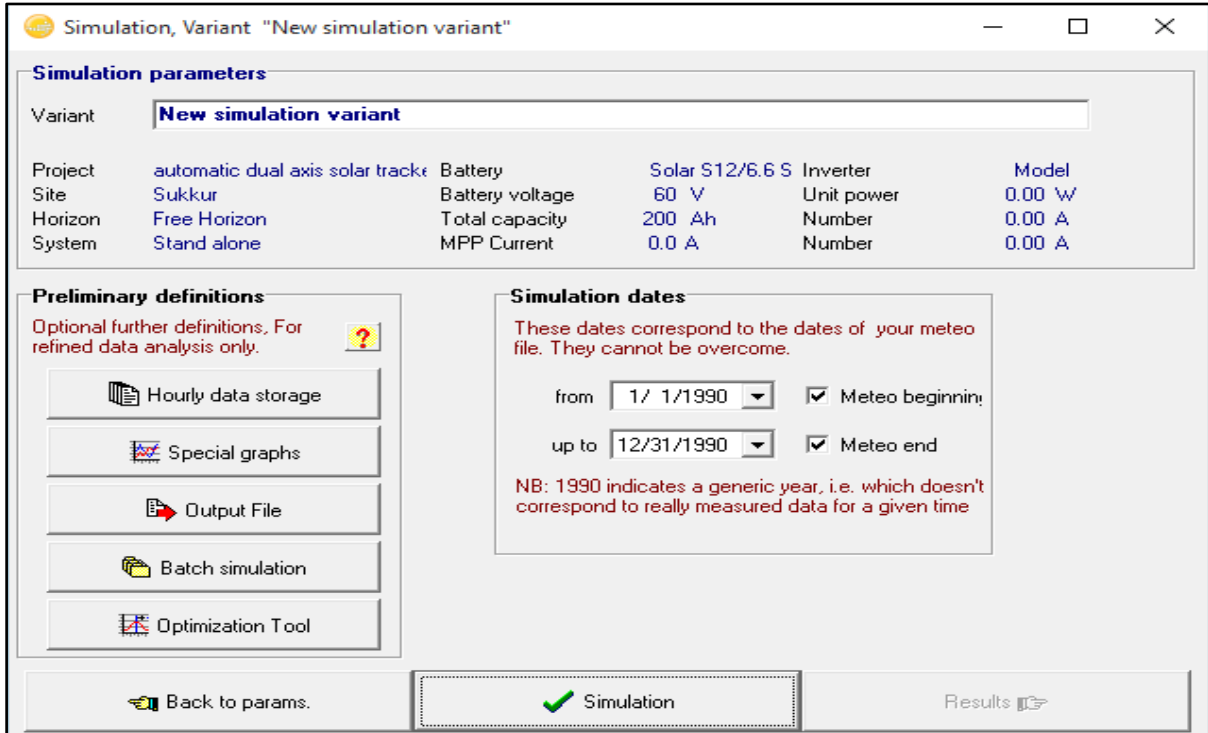 Simulation, Variant "New simulation variant"
Simulation parameters
Variant New simulation variant
Project automatic dual axis solar tracke Battery Solar S12/6.6 S Inverter Model
Site Sukkur Battery voltage 60 V Unit power 0.00 W
Horizon Free Horizon Total capacity 200 Ah Number 0.00 A
System Stand alone MPP Current 0.0 A Number 0.00 A
Preliminary definitions
Optional further definitions, For
refined data analysis only.
?
Hourly data storage
Special graphs
Output File
Batch simulation
Optimization Tool
Simulation dates
These dates correspond to the dates of your meteo
file. They cannot be overcome.
from 1/ 1/1990 Meteo beginning
up to 12/31/1990 Meteo end
NB: 1990 indicates a generic year, i.e. which doesn't
correspond to really measured data for a given time
Back to params. Simulation Results